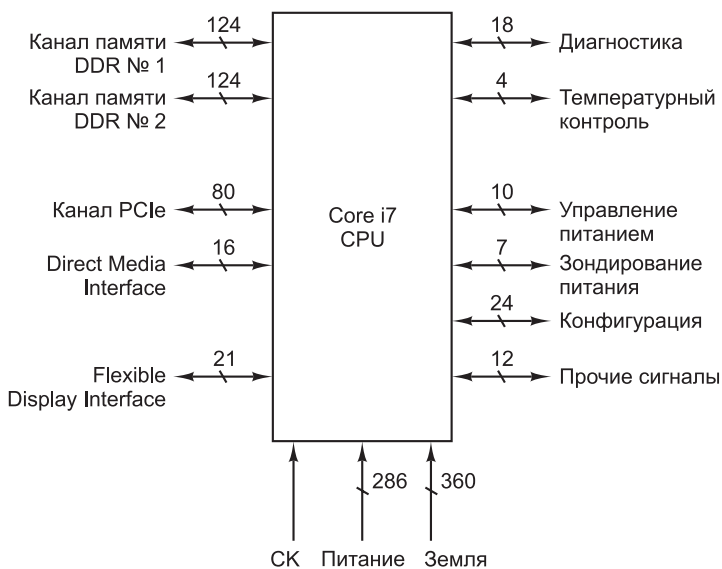 124
Канал памяти
DDR № 1
124
Канал памяти
DDR № 2
80
Канал PCIe
16
Direct Media
Interface
21
Flexible
Display Interface
Core i7
CPU
18
Диагностика
4
Температурный
контроль
10
Управление
питанием
7
Зондирование
питания
24
Конфигурация
12
Прочие сигналы
286
360
СК
Питание
Земля